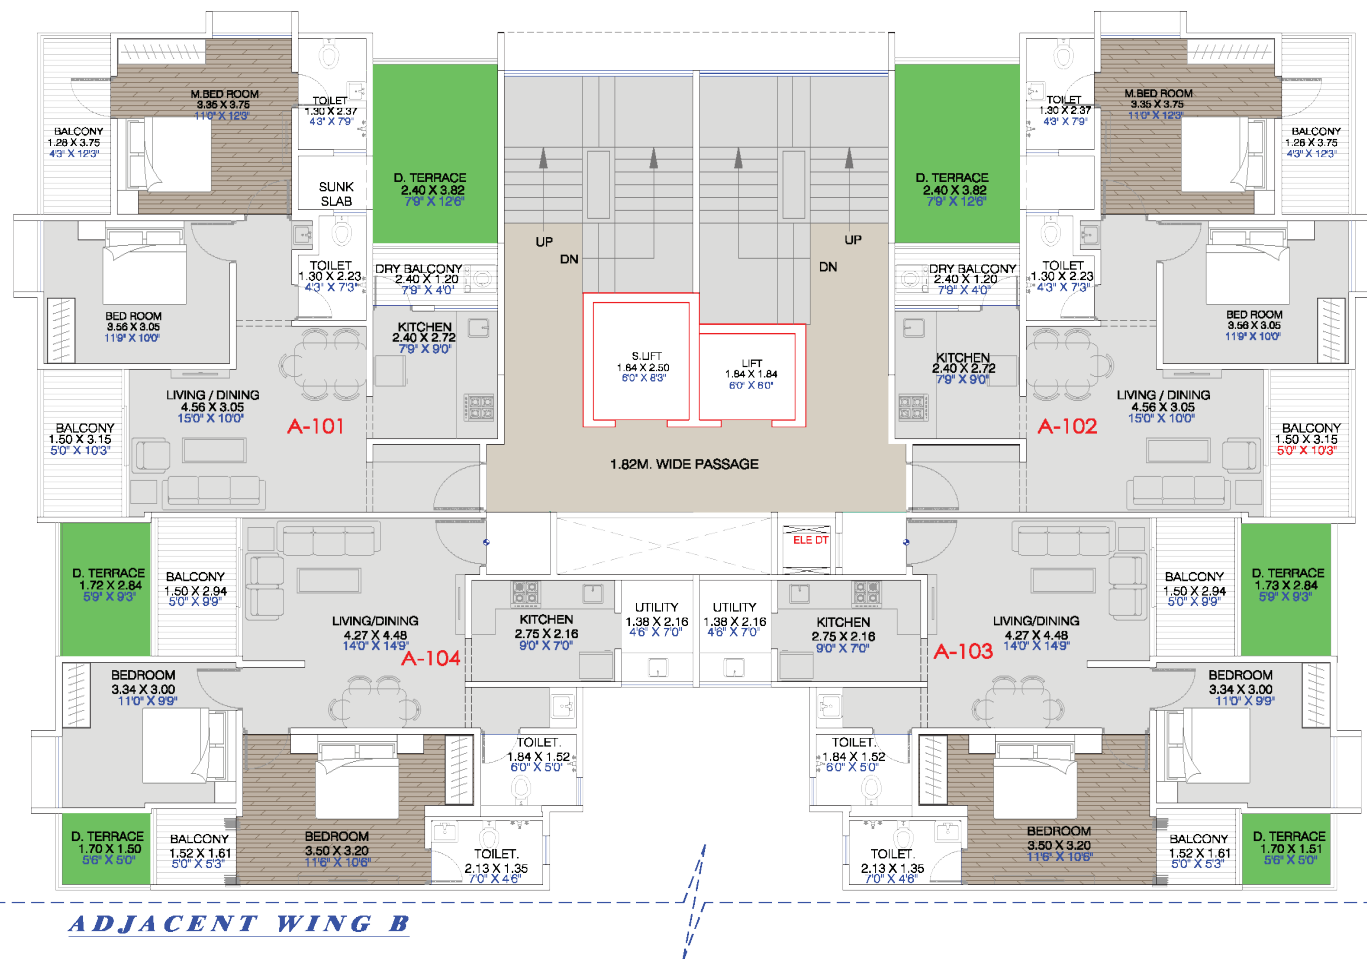 M.BED ROOM
3.35 X 3.75
11'0" X 12'3"
TOILET
1.30 X 2.37
4'3" X 7'9"
BALCONY
1.28 X 3.75
4'3" X 12'3"
SUNK
SLAB
D. TERRACE
2.40 X 3.82
7'9" X 12'6"
UP
DN
BED ROOM
3.56 X 3.05
11'9" X 10'0"
TOILET
1.30 X 2.23
4'3" X 7'3"
DRY BALCONY
2.40 X 1.20
7'9" X 4'0"
KITCHEN
2.40 X 2.72
7'9" X 9'0"
LIVING / DINING
4.56 X 3.05
15'0" X 10'0"
A-101
BALCONY
1.50 X 3.15
5'0" X 10'3"
S.LIFT
1.64 X 2.50
6'0" X 8'3"
LIFT
1.84 X 1.84
6'0" X 6'0"
1.82M. WIDE PASSAGE
UP
DN
D. TERRACE
2.40 X 3.82
7'9" X 12'6"
TOILET
1.30 X 2.37
4'3" X 7'9"
M.BED ROOM
3.35 X 3.75
11'0" X 12'3"
BALCONY
1.28 X 3.75
4'3" X 12'3"
DRY BALCONY
2.40 X 1.20
7'9" X 4'0"
TOILET
1.30 X 2.23
4'3" X 7'3"
BED ROOM
3.56 X 3.05
11'9" X 10'0"
KITCHEN
2.40 X 2.72
7'9" X 9'0"
LIVING / DINING
4.56 X 3.05
15'0" X 10'0"
A-102
BALCONY
1.50 X 3.15
5'0" X 10'3"
ELE DT
D. TERRACE
1.72 X 2.84
5'9" X 9'3"
BALCONY
1.50 X 2.94
5'0" X 9'9"
LIVING/DINING
4.27 X 4.48
14'0" X 14'9"
A-104
KITCHEN
2.75 X 2.16
9'0" X 7'0"
UTILITY
1.38 X 2.16
4'6" X 7'0"
UTILITY
1.38 X 2.16
4'6" X 7'0"
KITCHEN
2.75 X 2.16
9'0" X 7'0"
LIVING/DINING
4.27 X 4.48
14'0" X 14'9"
A-103
BALCONY
1.50 X 2.94
5'0" X 9'9"
D. TERRACE
1.73 X 2.84
5'9" X 9'3"
BEDROOM
3.34 X 3.00
11'0" X 9'9"
TOILET.
1.84 X 1.52
6'0" X 5'0"
TOILET.
1.84 X 1.52
6'0" X 5'0"
BEDROOM
3.34 X 3.00
11'0" X 9'9"
D. TERRACE
1.70 X 1.50
5'6" X 5'0"
BALCONY
1.52 X 1.61
5'0" X 5'3"
BEDROOM
3.50 X 3.20
11'6" X 10'6"
TOILET.
2.13 X 1.35
7'0" X 4'6"
TOILET.
2.13 X 1.35
7'0" X 4'6"
BEDROOM
3.50 X 3.20
11'6" X 10'6"
BALCONY
1.52 X 1.61
5'0" X 5'3"
D. TERRACE
1.70 X 1.51
5'6" X 5'0"
ADJACENT WING B